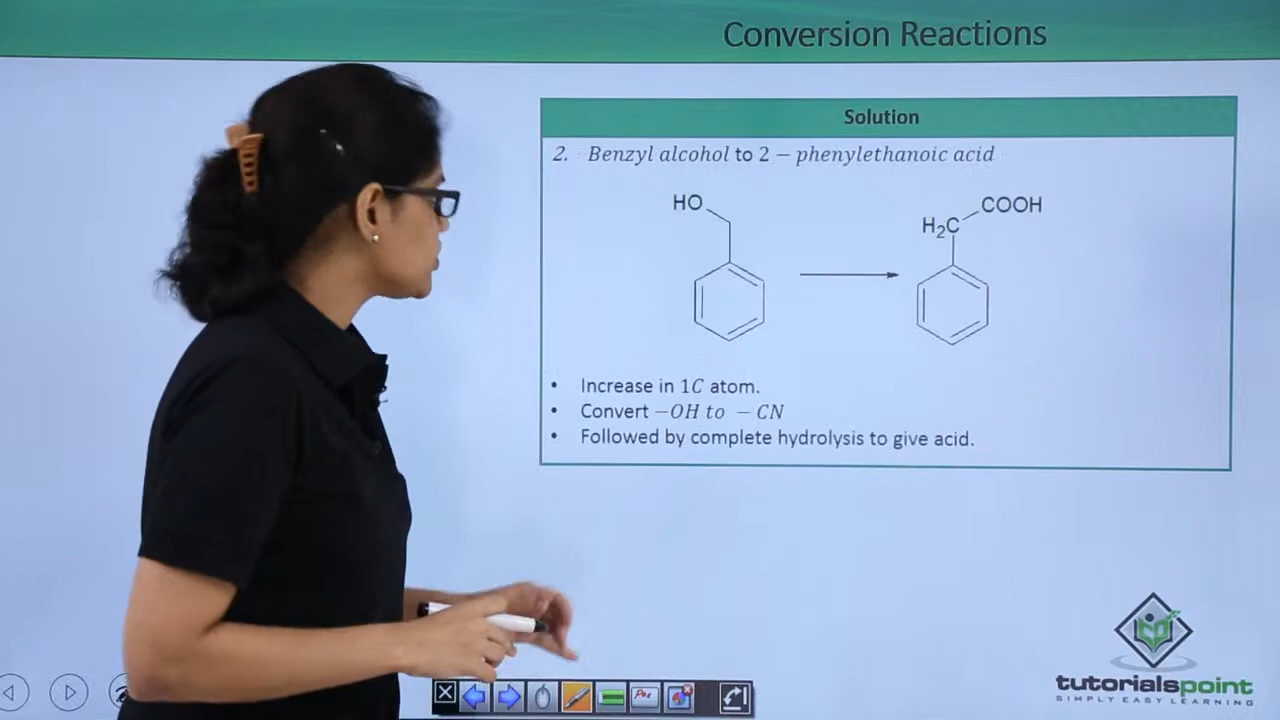 Conversion Reactions
Solution
2. Benzyl alcohol to 2 – phenylethanoic acid
HO
COOH
H₂C
• Increase in 1C atom.
• Convert –OH to – CN
• Followed by complete hydrolysis to give acid.
tutorialspoint
SIMPLY EASY LEARNING